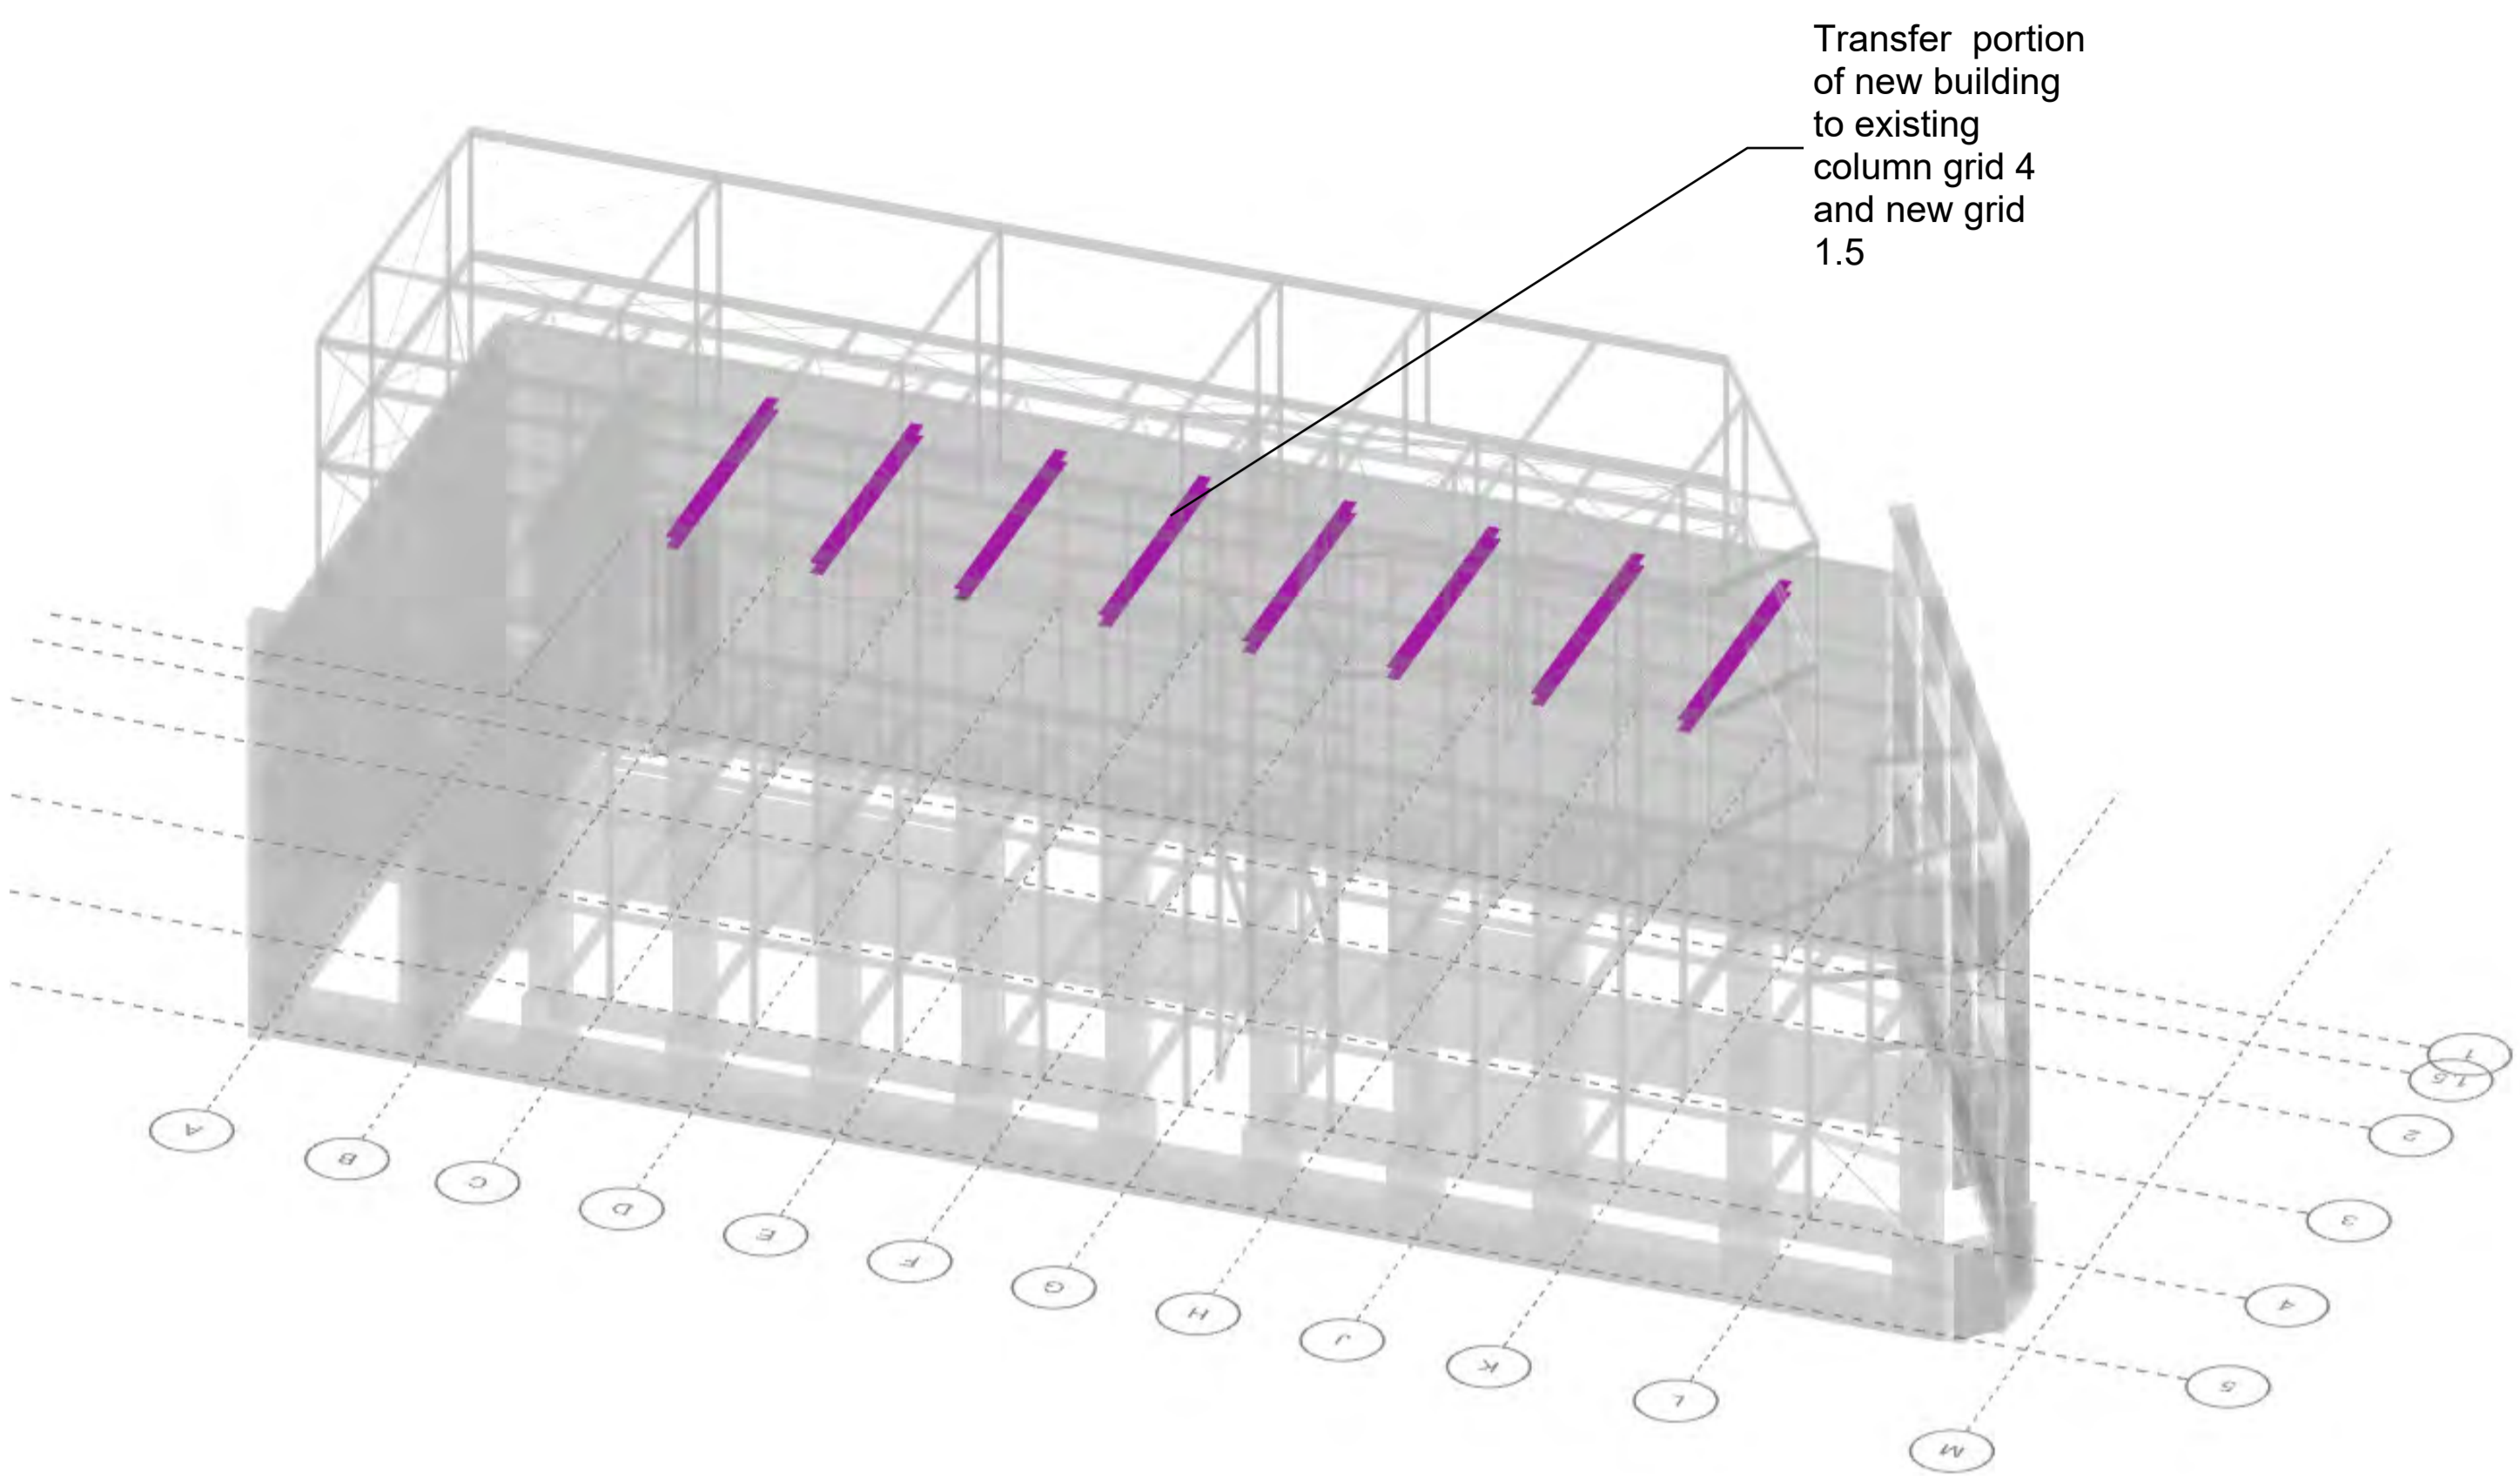 Transfer  portion
of new building
to existing
column grid 4
and new grid
1.5
1
1.5
2
3
4
5
A
B
C
D
E
F
G
H
J
K
L
M